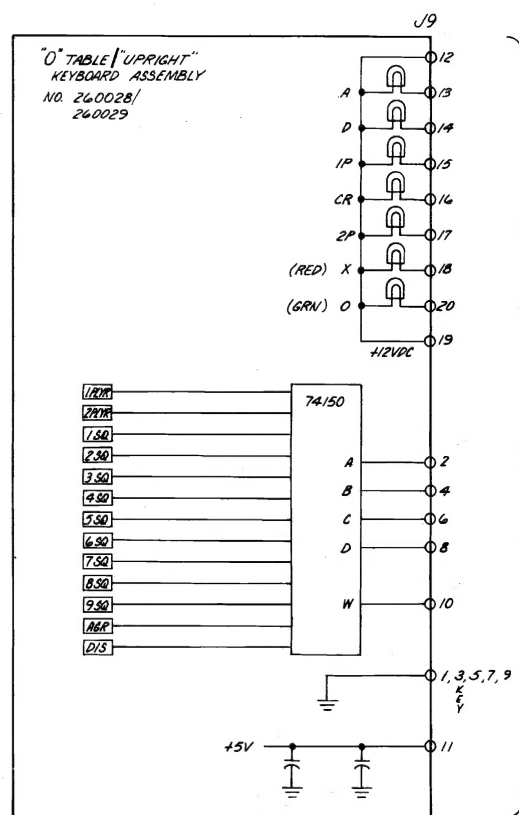 J9
"O" TABLE/"UPRIGHT"
KEYBOARD ASSEMBLY
NO. 260028/
260029
12
A 13
D 14
1P 15
CR 16
2P 17
(RED) X 18
(GRN) O 20
19
+12VDC
1PLYR
2PLYR
1SQ
2SQ
3SQ
4SQ
5SQ
6SQ
7SQ
8SQ
9SQ
AGR
DIS
74150
A 2
B 4
C 6
D 8
W 10
1, 3, 5, 7, 9
KEY
+5V 11